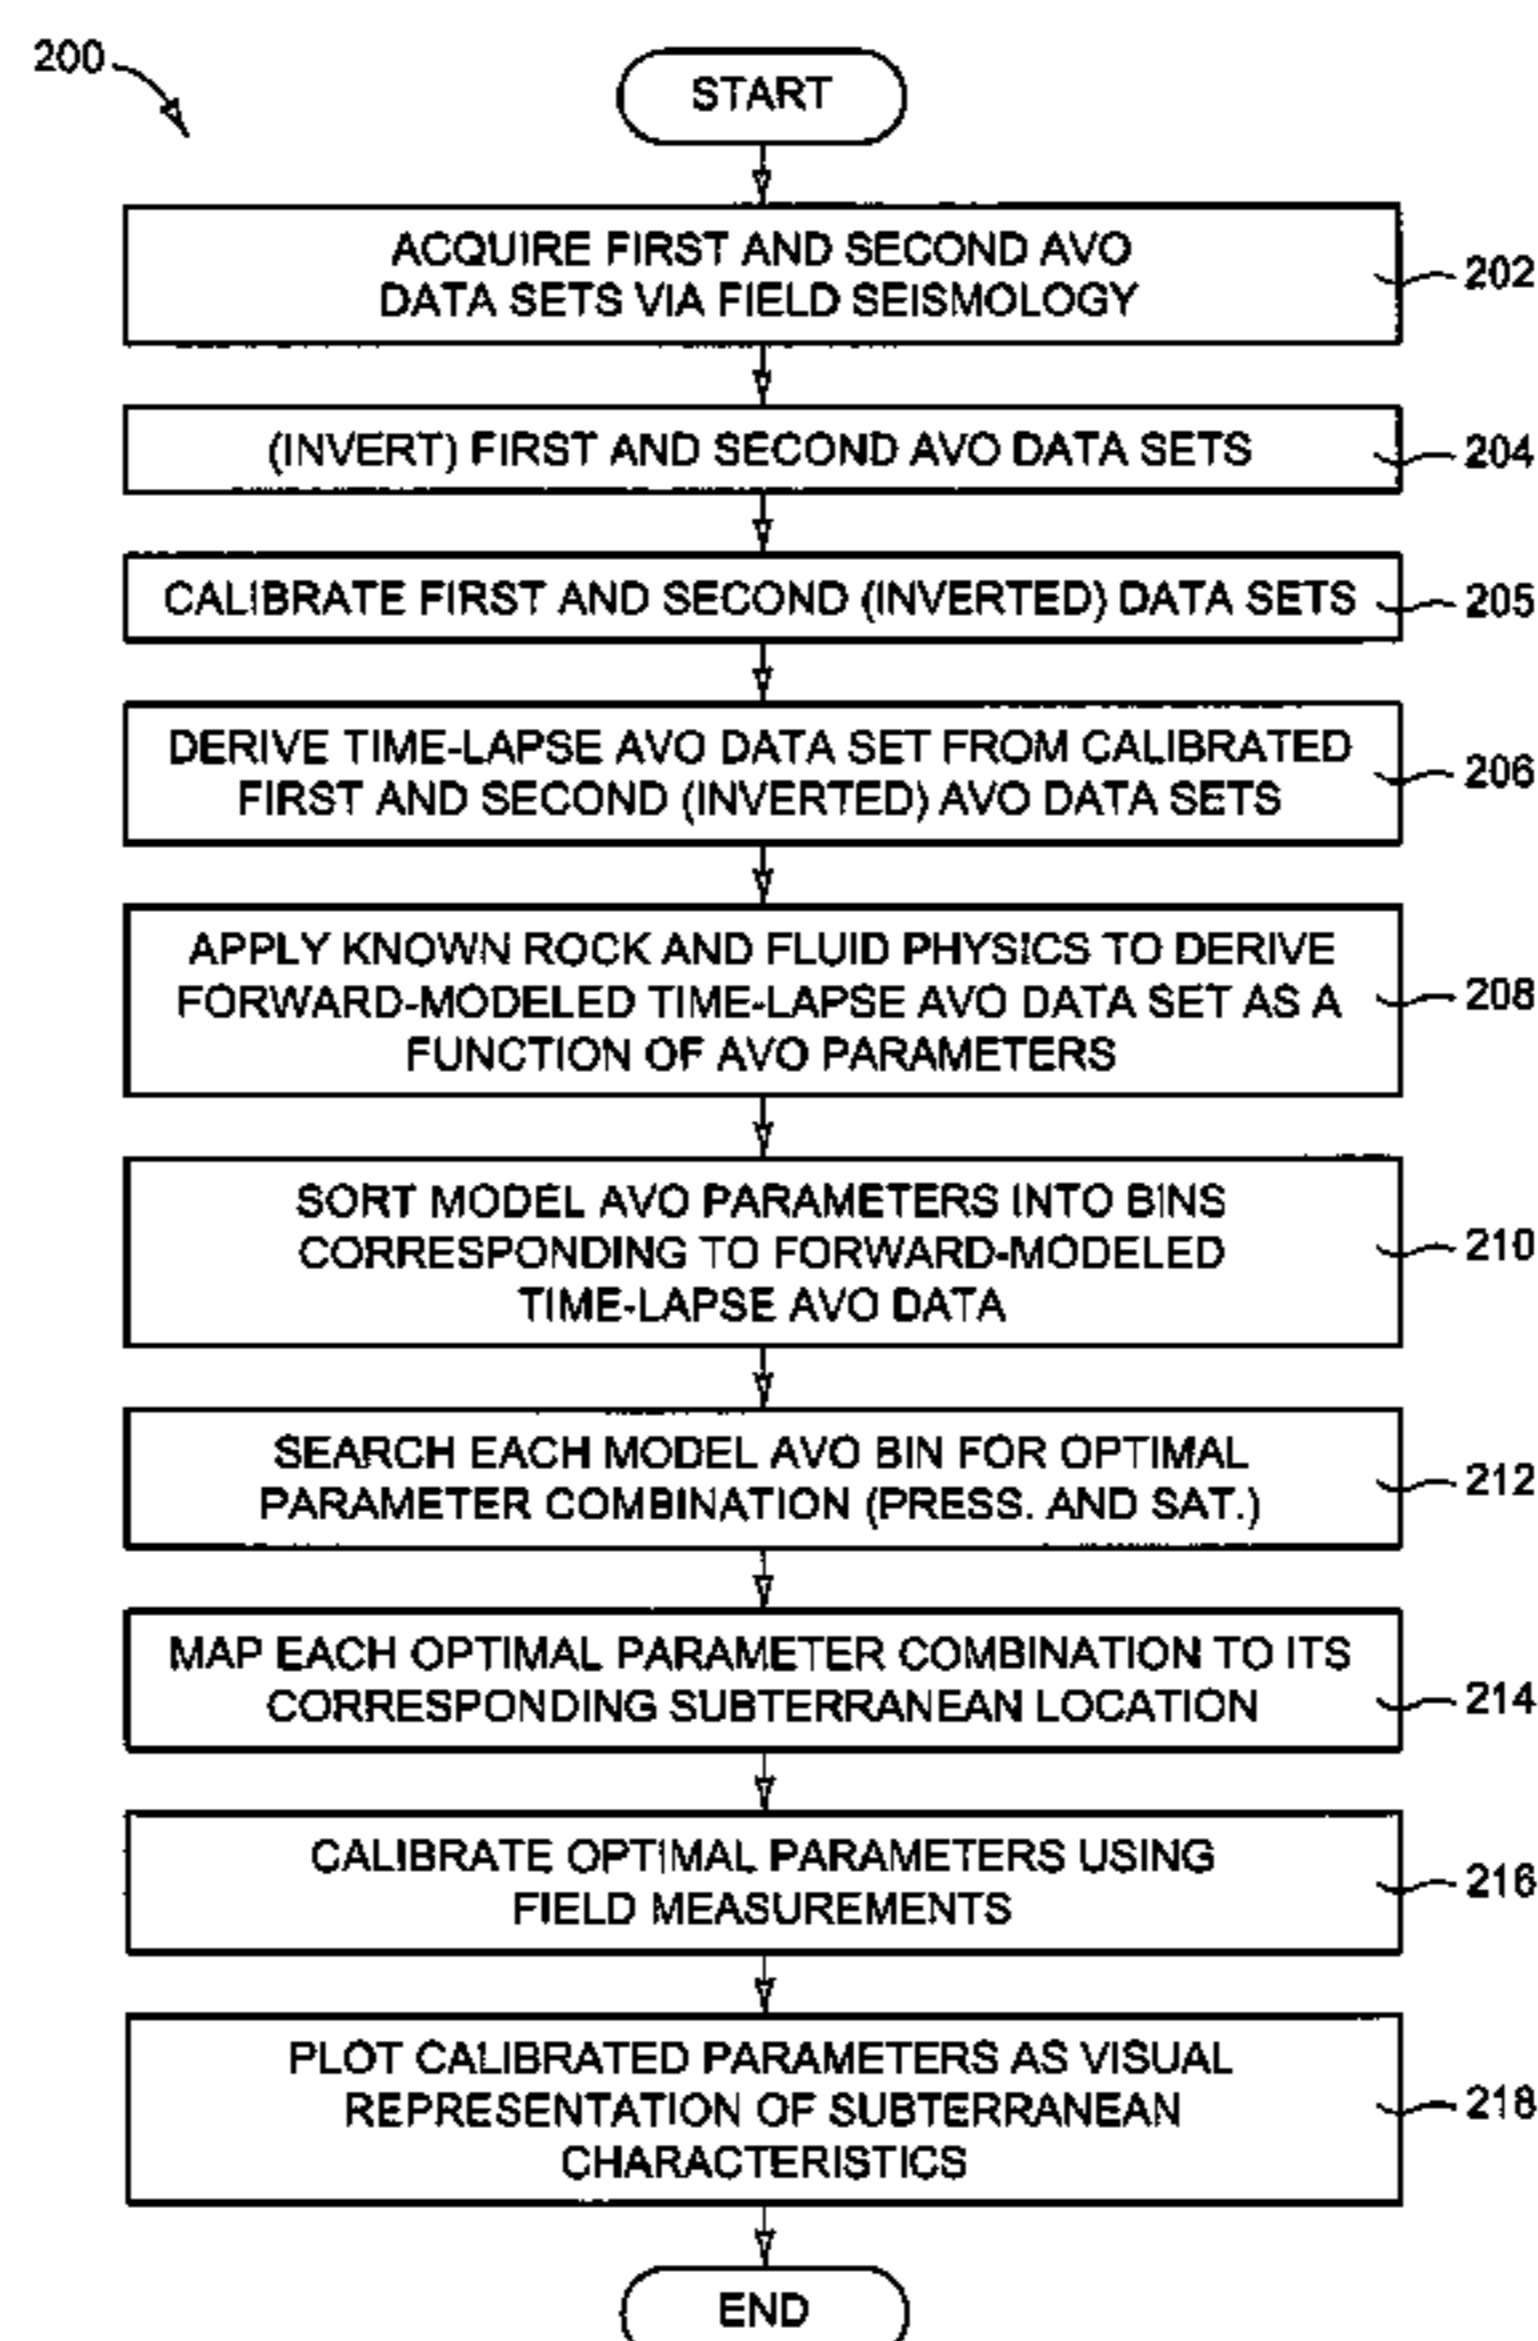 200
START
ACQUIRE FIRST AND SECOND AVO
DATA SETS VIA FIELD SEISMOLOGY
202
(INVERT) FIRST AND SECOND AVO DATA SETS
204
CALIBRATE FIRST AND SECOND (INVERTED) DATA SETS
205
DERIVE TIME-LAPSE AVO DATA SET FROM CALIBRATED
FIRST AND SECOND (INVERTED) AVO DATA SETS
206
APPLY KNOWN ROCK AND FLUID PHYSICS TO DERIVE
FORWARD-MODELED TIME-LAPSE AVO DATA SET AS A
FUNCTION OF AVO PARAMETERS
208
SORT MODEL AVO PARAMETERS INTO BINS
CORRESPONDING TO FORWARD-MODELED
TIME-LAPSE AVO DATA
210
SEARCH EACH MODEL AVO BIN FOR OPTIMAL
PARAMETER COMBINATION (PRESS. AND SAT.)
212
MAP EACH OPTIMAL PARAMETER COMBINATION TO ITS
CORRESPONDING SUBTERRANEAN LOCATION
214
CALIBRATE OPTIMAL PARAMETERS USING
FIELD MEASUREMENTS
216
PLOT CALIBRATED PARAMETERS AS VISUAL
REPRESENTATION OF SUBTERRANEAN
CHARACTERISTICS
218
END